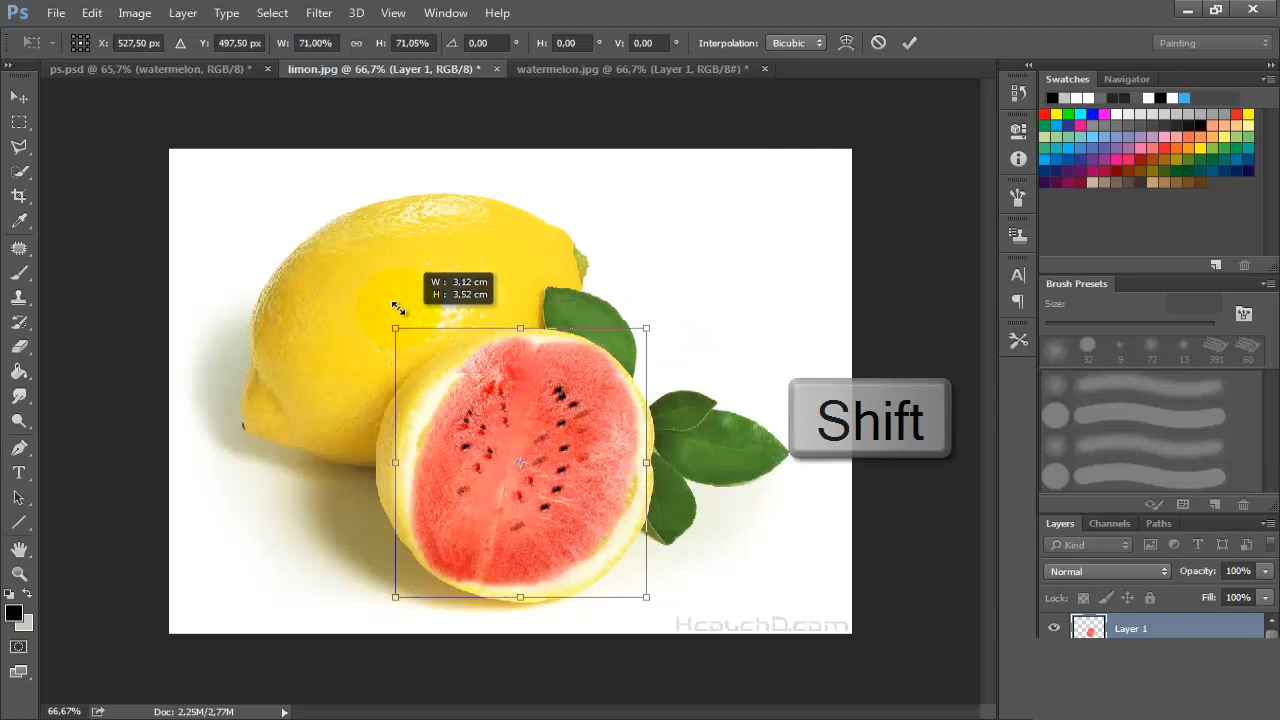 Ps File Edit Image Layer Type Select Filter 3D View Window Help
X: 527,50 px Y: 497,50 px W: 71,00% H: 71,05% 0,00 ° H: 0,00 ° V: 0,00 ° Interpolation: Bicubic Painting
ps.psd @ 65,7% (watermelon, RGB/8) * × limon.jpg @ 66,7% (Layer 1, RGB/8) * × watermelon.jpg @ 66,7% (Layer 1, RGB/8#) * ×
Swatches Navigator
W: 3,12 cm
H: 3,52 cm
Brush Presets
Size:
32 9 72 13 391 60
Shift
Layers Channels Paths
Kind
Normal Opacity: 100%
Lock: Fill: 100%
Layer 1
HcouchD.com
66,67% Doc: 2,25M/2,77M